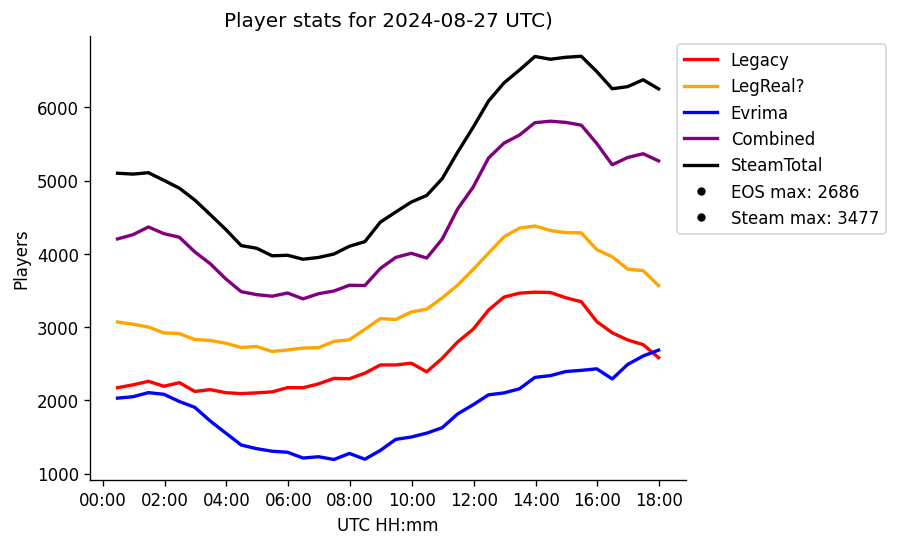 Player stats for 2024-08-27 UTC)
Legacy
LegReal?
Evrima
Combined
SteamTotal
EOS max: 2686
Steam max: 3477
Players
6000
5000
4000
3000
2000
1000
00:00 02:00 04:00 06:00 08:00 10:00 12:00 14:00 16:00 18:00
UTC HH:mm